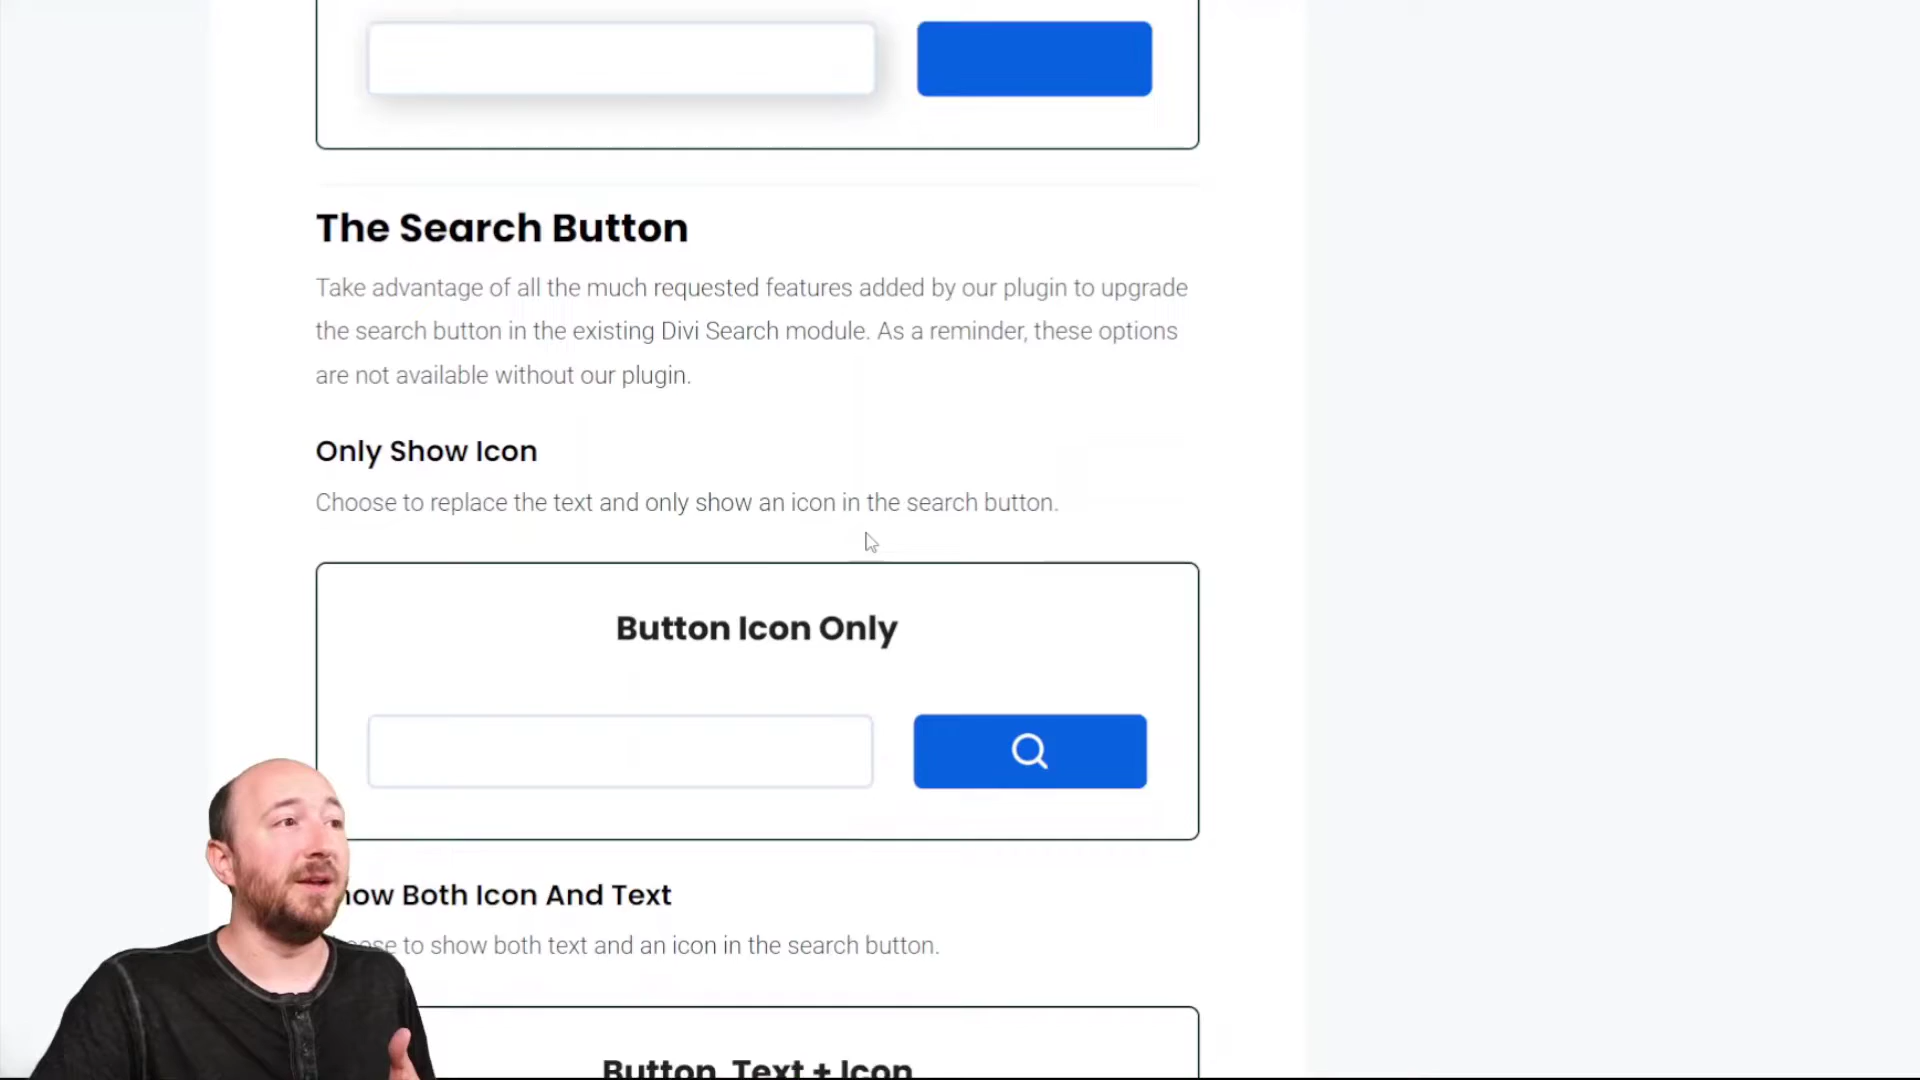 The Search Button
Take advantage of all the much requested features added by our plugin to upgrade
the search button in the existing Divi Search module. As a reminder, these options
are not available without our plugin.
Only Show Icon
Choose to replace the text and only show an icon in the search button.
Button Icon Only
how Both Icon And Text
to show both text and an icon in the search button.
Button Text + Icon